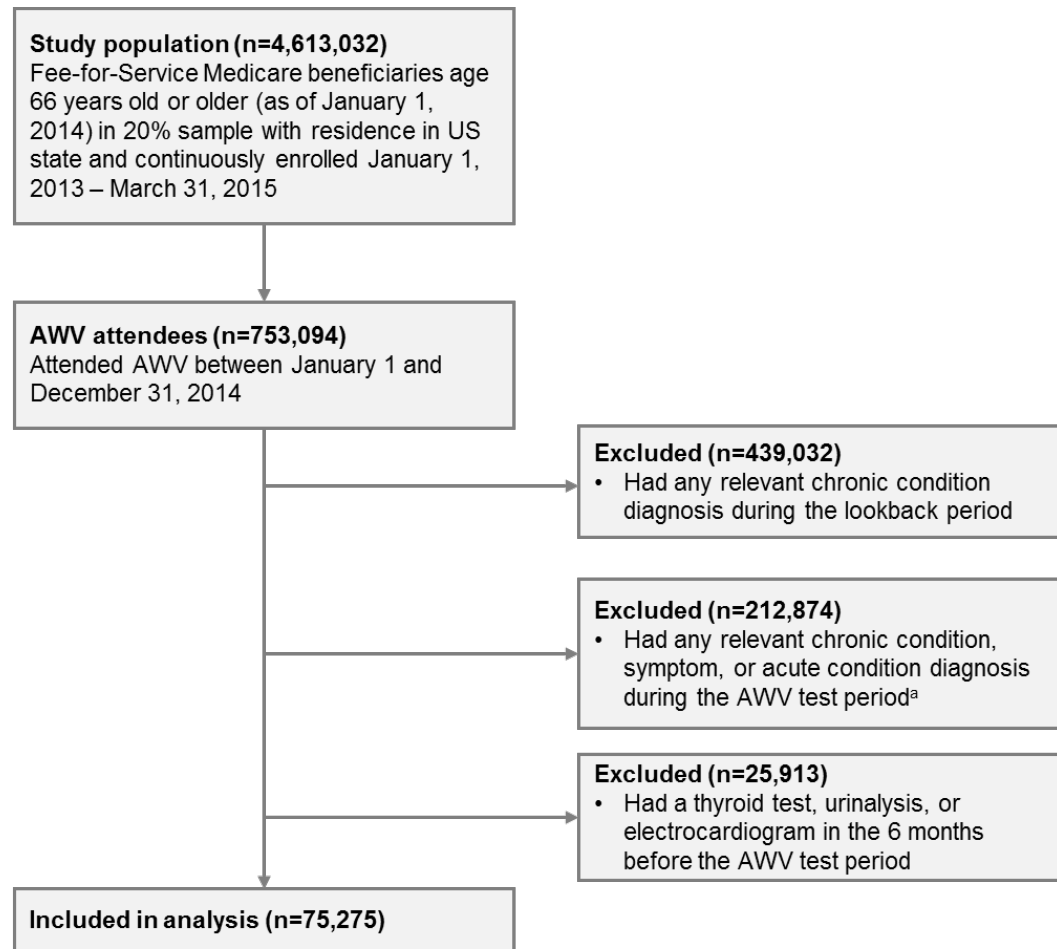 Study population (n=4,613,032)
Fee-for-Service Medicare beneficiaries age
66 years old or older (as of January 1,
2014) in 20% sample with residence in US
state and continuously enrolled January 1,
2013 – March 31, 2015
AWV attendees (n=753,094)
Attended AWV between January 1 and
December 31, 2014
Excluded (n=439,032)
• Had any relevant chronic condition
diagnosis during the lookback period
Excluded (n=212,874)
• Had any relevant chronic condition,
symptom, or acute condition diagnosis
during the AWV test periodᵃ
Excluded (n=25,913)
• Had a thyroid test, urinalysis, or
electrocardiogram in the 6 months
before the AWV test period
Included in analysis (n=75,275)